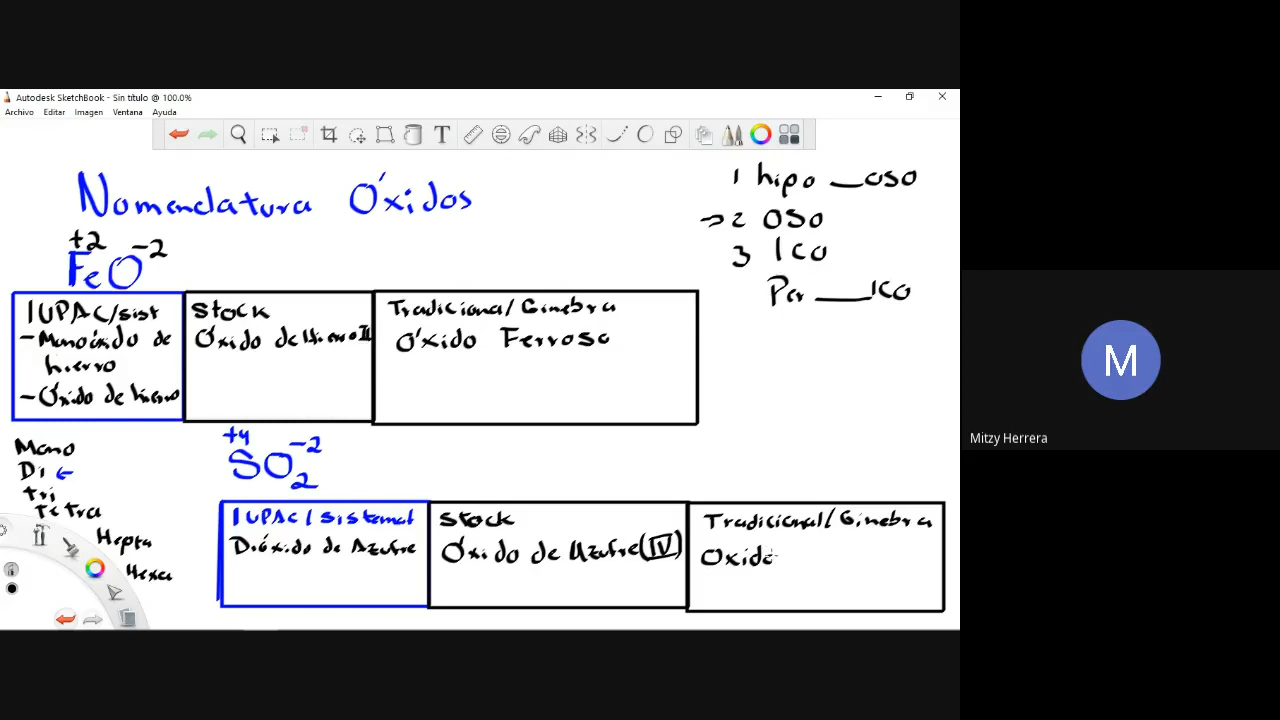 Autodesk SketchBook - Sin título @ 100.0%
Archivo Editar Imagen Ventana Ayuda
1 hipo __oso
Nomenclatura Óxidos
→ 2 OSO
+2 -2
3 ICO
FeO
Per ___ICO
IUPAC/sist
- Monóxido de
hierro
- Óxido de hierro
Stock
Óxido de Hierro II
Tradicional/Ginebra
Óxido Ferroso
Mono
Di ←
tri
Tetra
Hepta
Hexa
+4 -2
SO2
IUPAC/sistemat
Dióxido de Azufre
Stock
Óxido de Azufre (IV)
Tradicional/Ginebra
Oxido
M
Mitzy Herrera